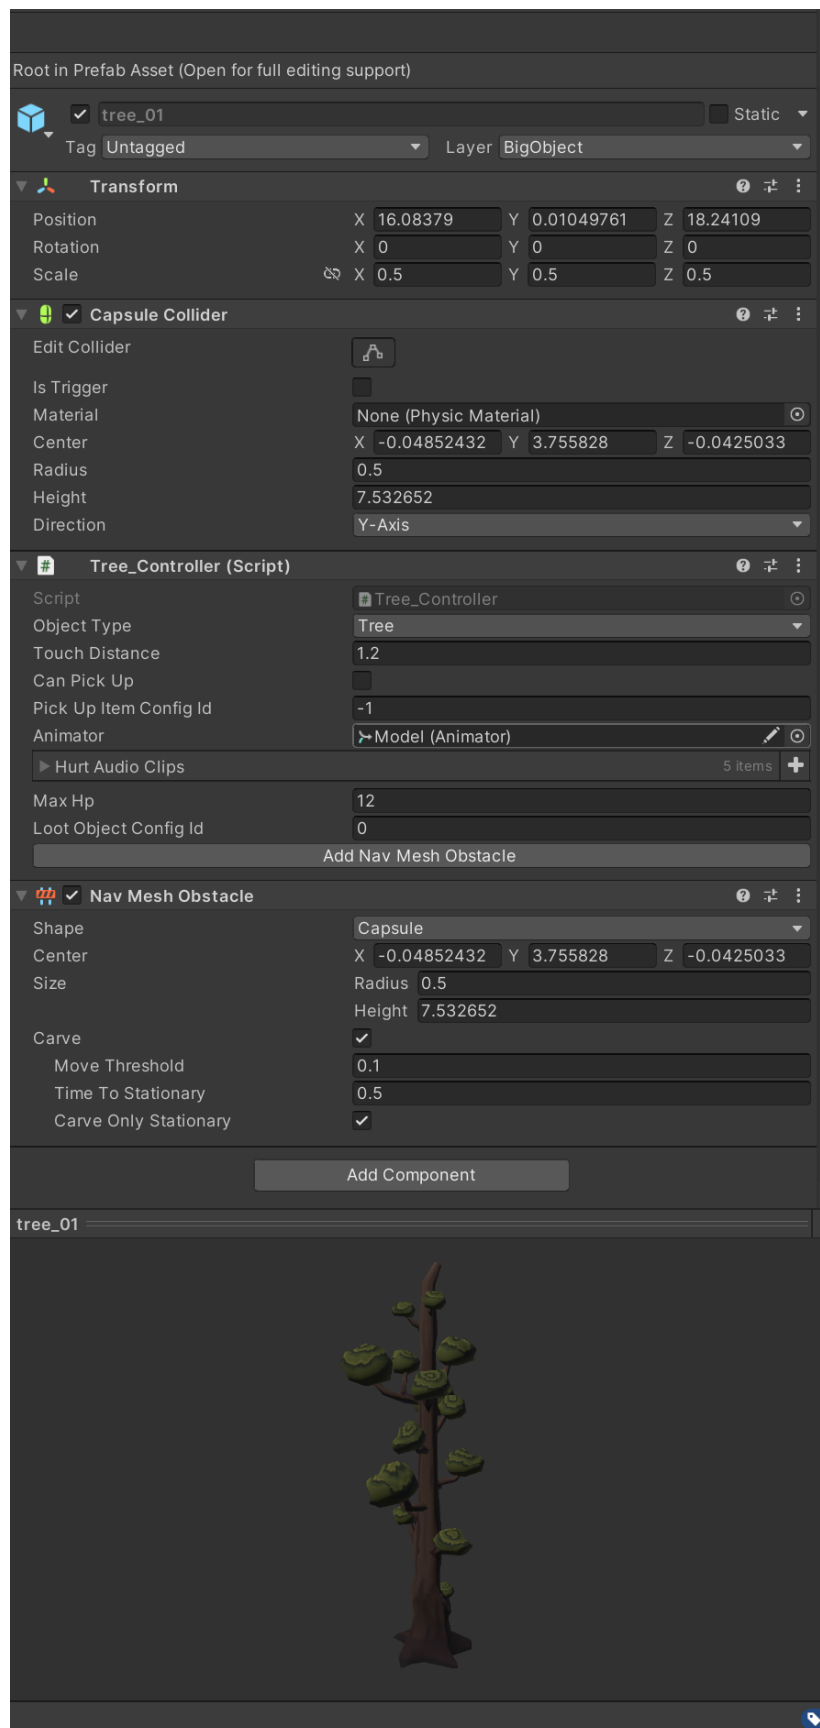 Root in Prefab Asset (Open for full editing support)
tree_01 Static
Tag Untagged Layer BigObject
Transform
Position X 16.08379 Y 0.01049761 Z 18.24109
Rotation X 0 Y 0 Z 0
Scale X 0.5 Y 0.5 Z 0.5
Capsule Collider
Edit Collider
Is Trigger
Material None (Physic Material)
Center X -0.04852432 Y 3.755828 Z -0.0425033
Radius 0.5
Height 7.532652
Direction Y-Axis
# Tree_Controller (Script)
Script # Tree_Controller
Object Type Tree
Touch Distance 1.2
Can Pick Up
Pick Up Item Config Id -1
Animator Model (Animator)
Hurt Audio Clips 5 items +
Max Hp 12
Loot Object Config Id 0
Add Nav Mesh Obstacle
Nav Mesh Obstacle
Shape Capsule
Center X -0.04852432 Y 3.755828 Z -0.0425033
Size Radius 0.5
Height 7.532652
Carve
Move Threshold 0.1
Time To Stationary 0.5
Carve Only Stationary
Add Component
tree_01